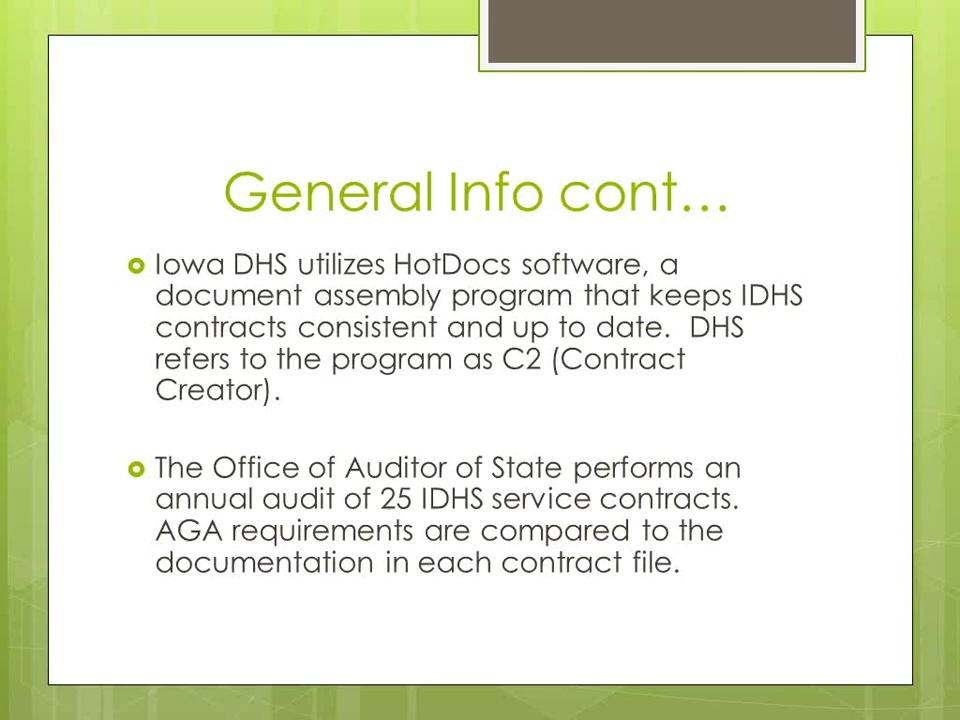 General Info cont…
Iowa DHS utilizes HotDocs software, a
document assembly program that keeps IDHS
contracts consistent and up to date.  DHS
refers to the program as C2 (Contract
Creator).
The Office of Auditor of State performs an
annual audit of 25 IDHS service contracts.
AGA requirements are compared to the
documentation in each contract file.